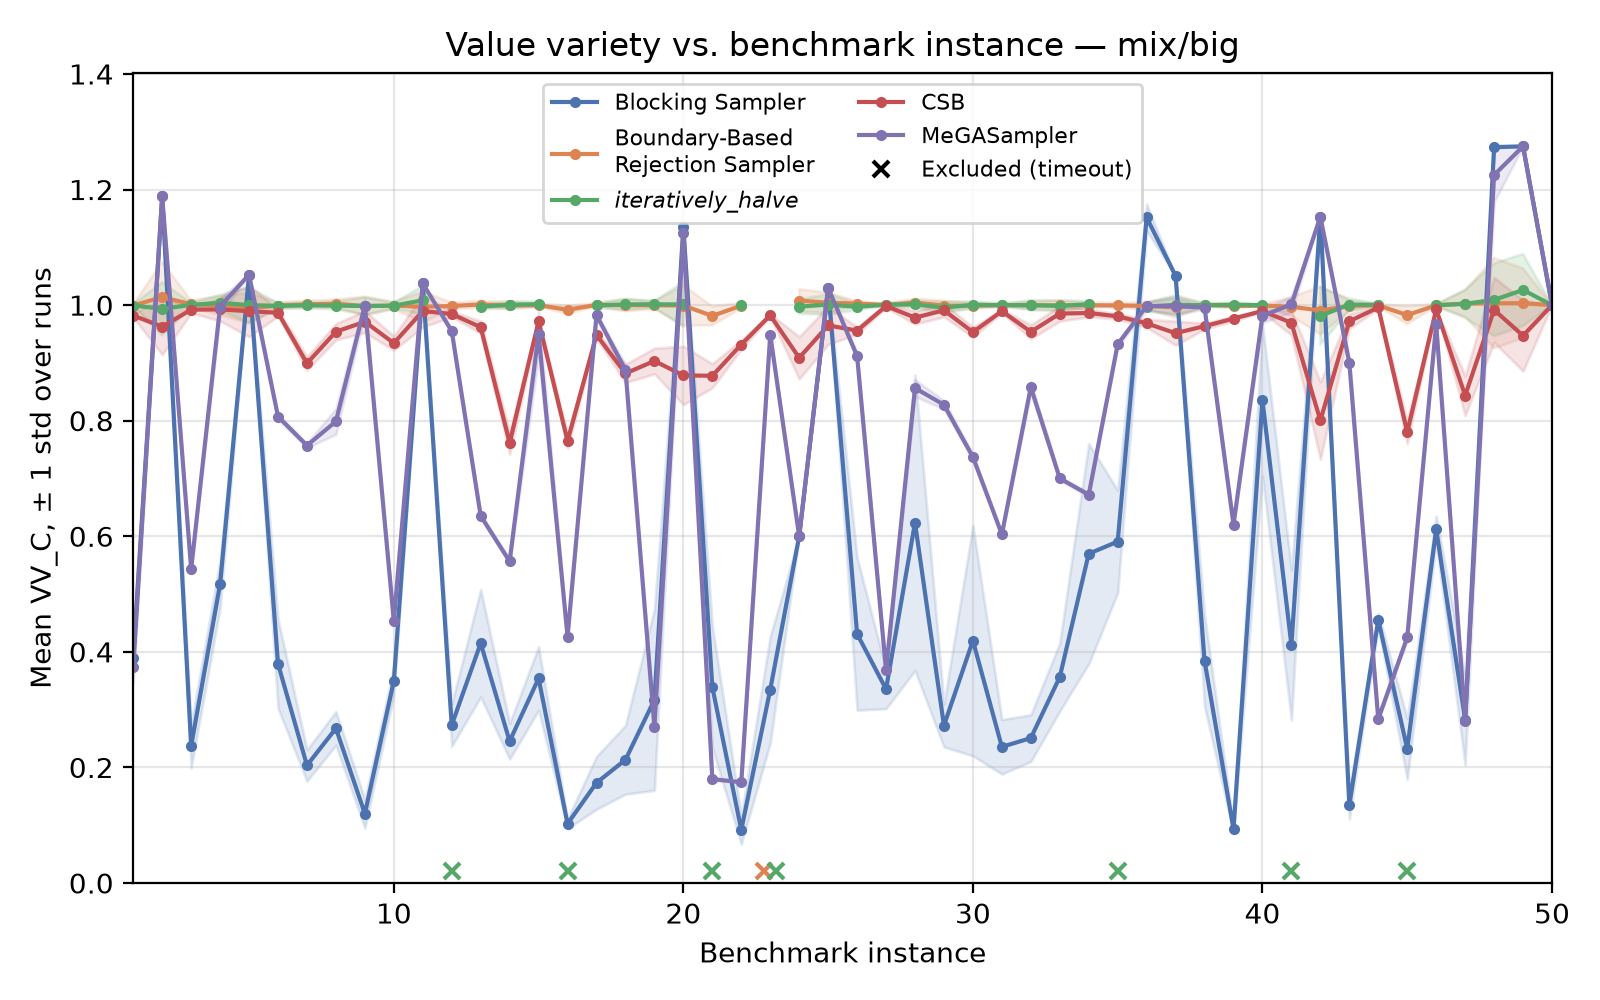 Value variety vs. benchmark instance — mix/big
Mean VV_C, ± 1 std over runs
1.4
1.2
1.0
0.8
0.6
0.4
0.2
0.0
Blocking Sampler
Boundary-Based
Rejection Sampler
iteratively_halve
CSB
MeGASampler
Excluded (timeout)
10
20
30
40
50
Benchmark instance